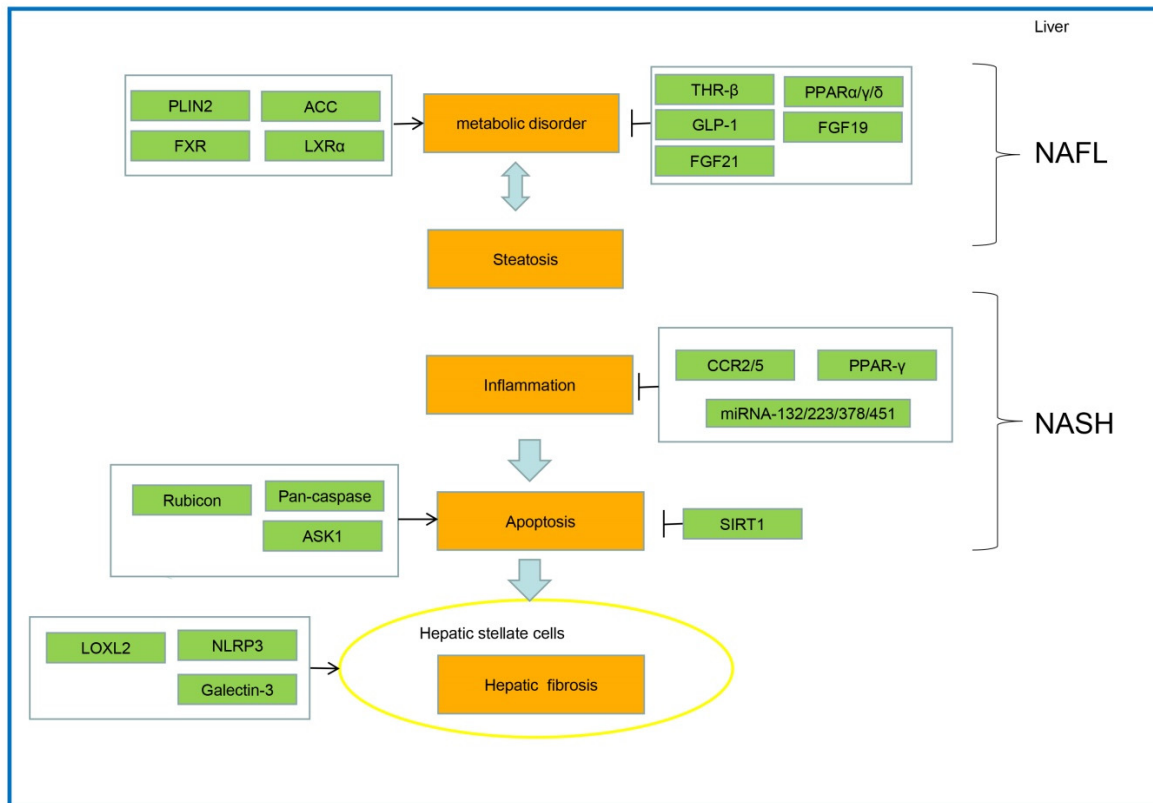 Liver
PLIN2
ACC
FXR
LXRα
metabolic disorder
THR-β
PPARα/γ/δ
GLP-1
FGF19
FGF21
NAFL
Steatosis
Inflammation
CCR2/5
PPAR-γ
miRNA-132/223/378/451
NASH
Rubicon
Pan-caspase
ASK1
Apoptosis
SIRT1
LOXL2
NLRP3
Galectin-3
Hepatic stellate cells
Hepatic fibrosis